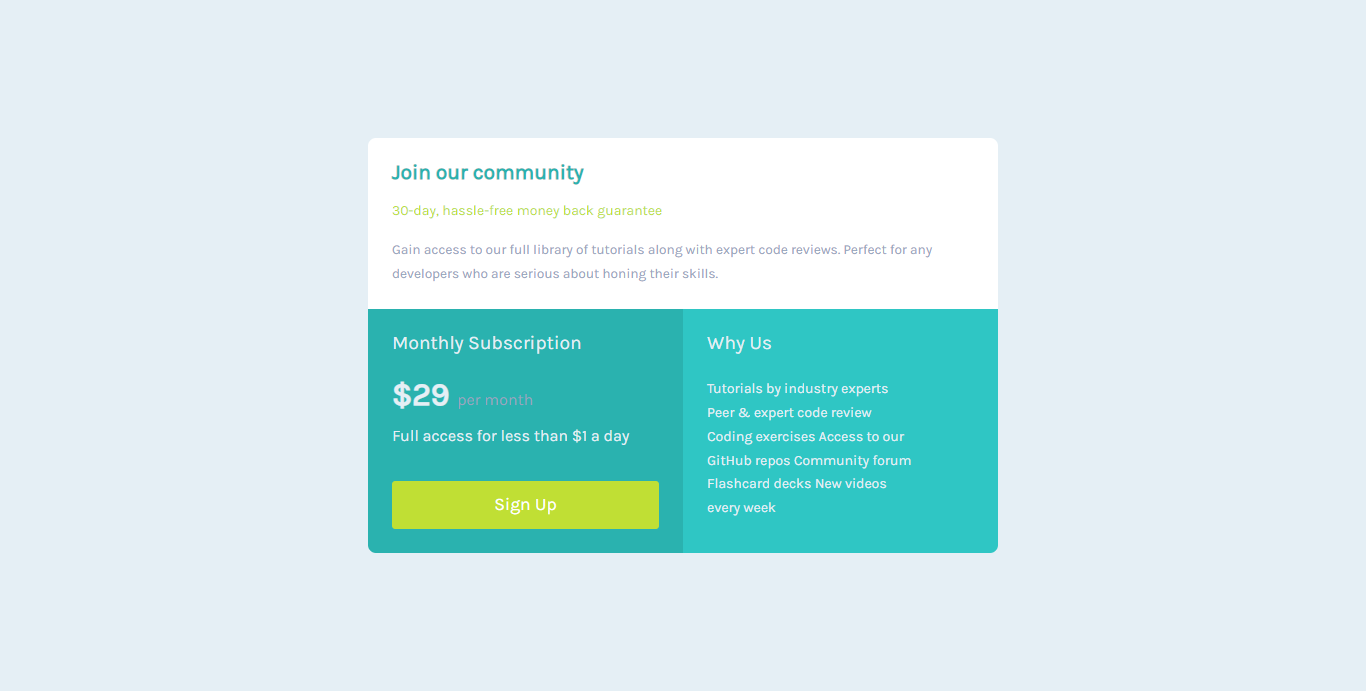 Join our community
30-day, hassle-free money back guarantee
Gain access to our full library of tutorials along with expert code reviews. Perfect for any
developers who are serious about honing their skills.
Monthly Subscription
$29 per month
Full access for less than $1 a day
Sign Up
Why Us
Tutorials by industry experts
Peer & expert code review
Coding exercises Access to our
GitHub repos Community forum
Flashcard decks New videos
every week